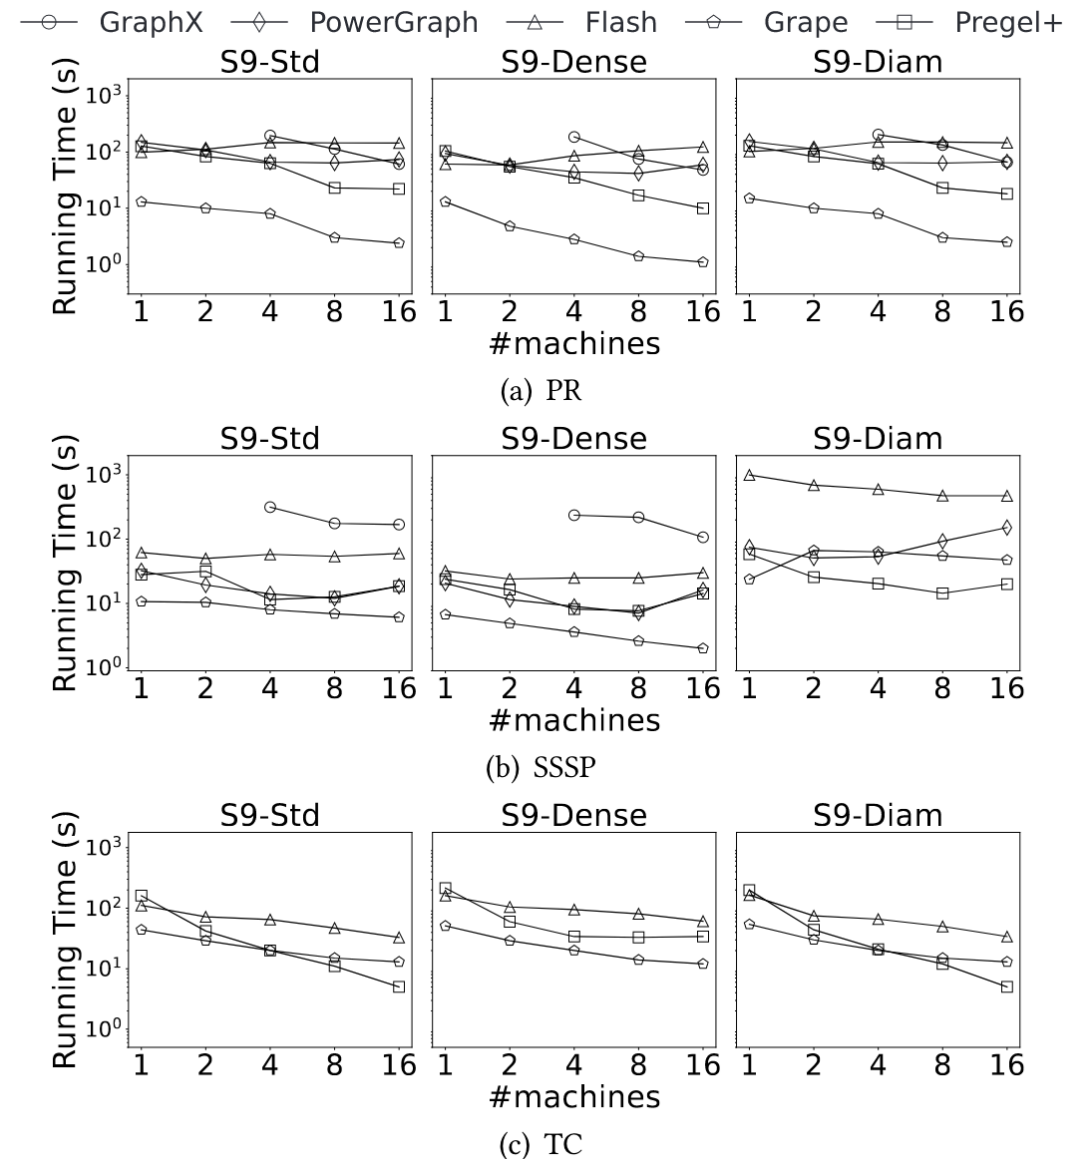 GraphX PowerGraph Flash Grape Pregel+
S9-Std S9-Dense S9-Diam
Running Time (s)
10³
10²
10¹
10⁰
1 2 4 8 16 1 2 4 8 16 1 2 4 8 16
#machines
(a) PR
S9-Std S9-Dense S9-Diam
Running Time (s)
10³
10²
10¹
10⁰
1 2 4 8 16 1 2 4 8 16 1 2 4 8 16
#machines
(b) SSSP
S9-Std S9-Dense S9-Diam
Running Time (s)
10³
10²
10¹
10⁰
1 2 4 8 16 1 2 4 8 16 1 2 4 8 16
#machines
(c) TC